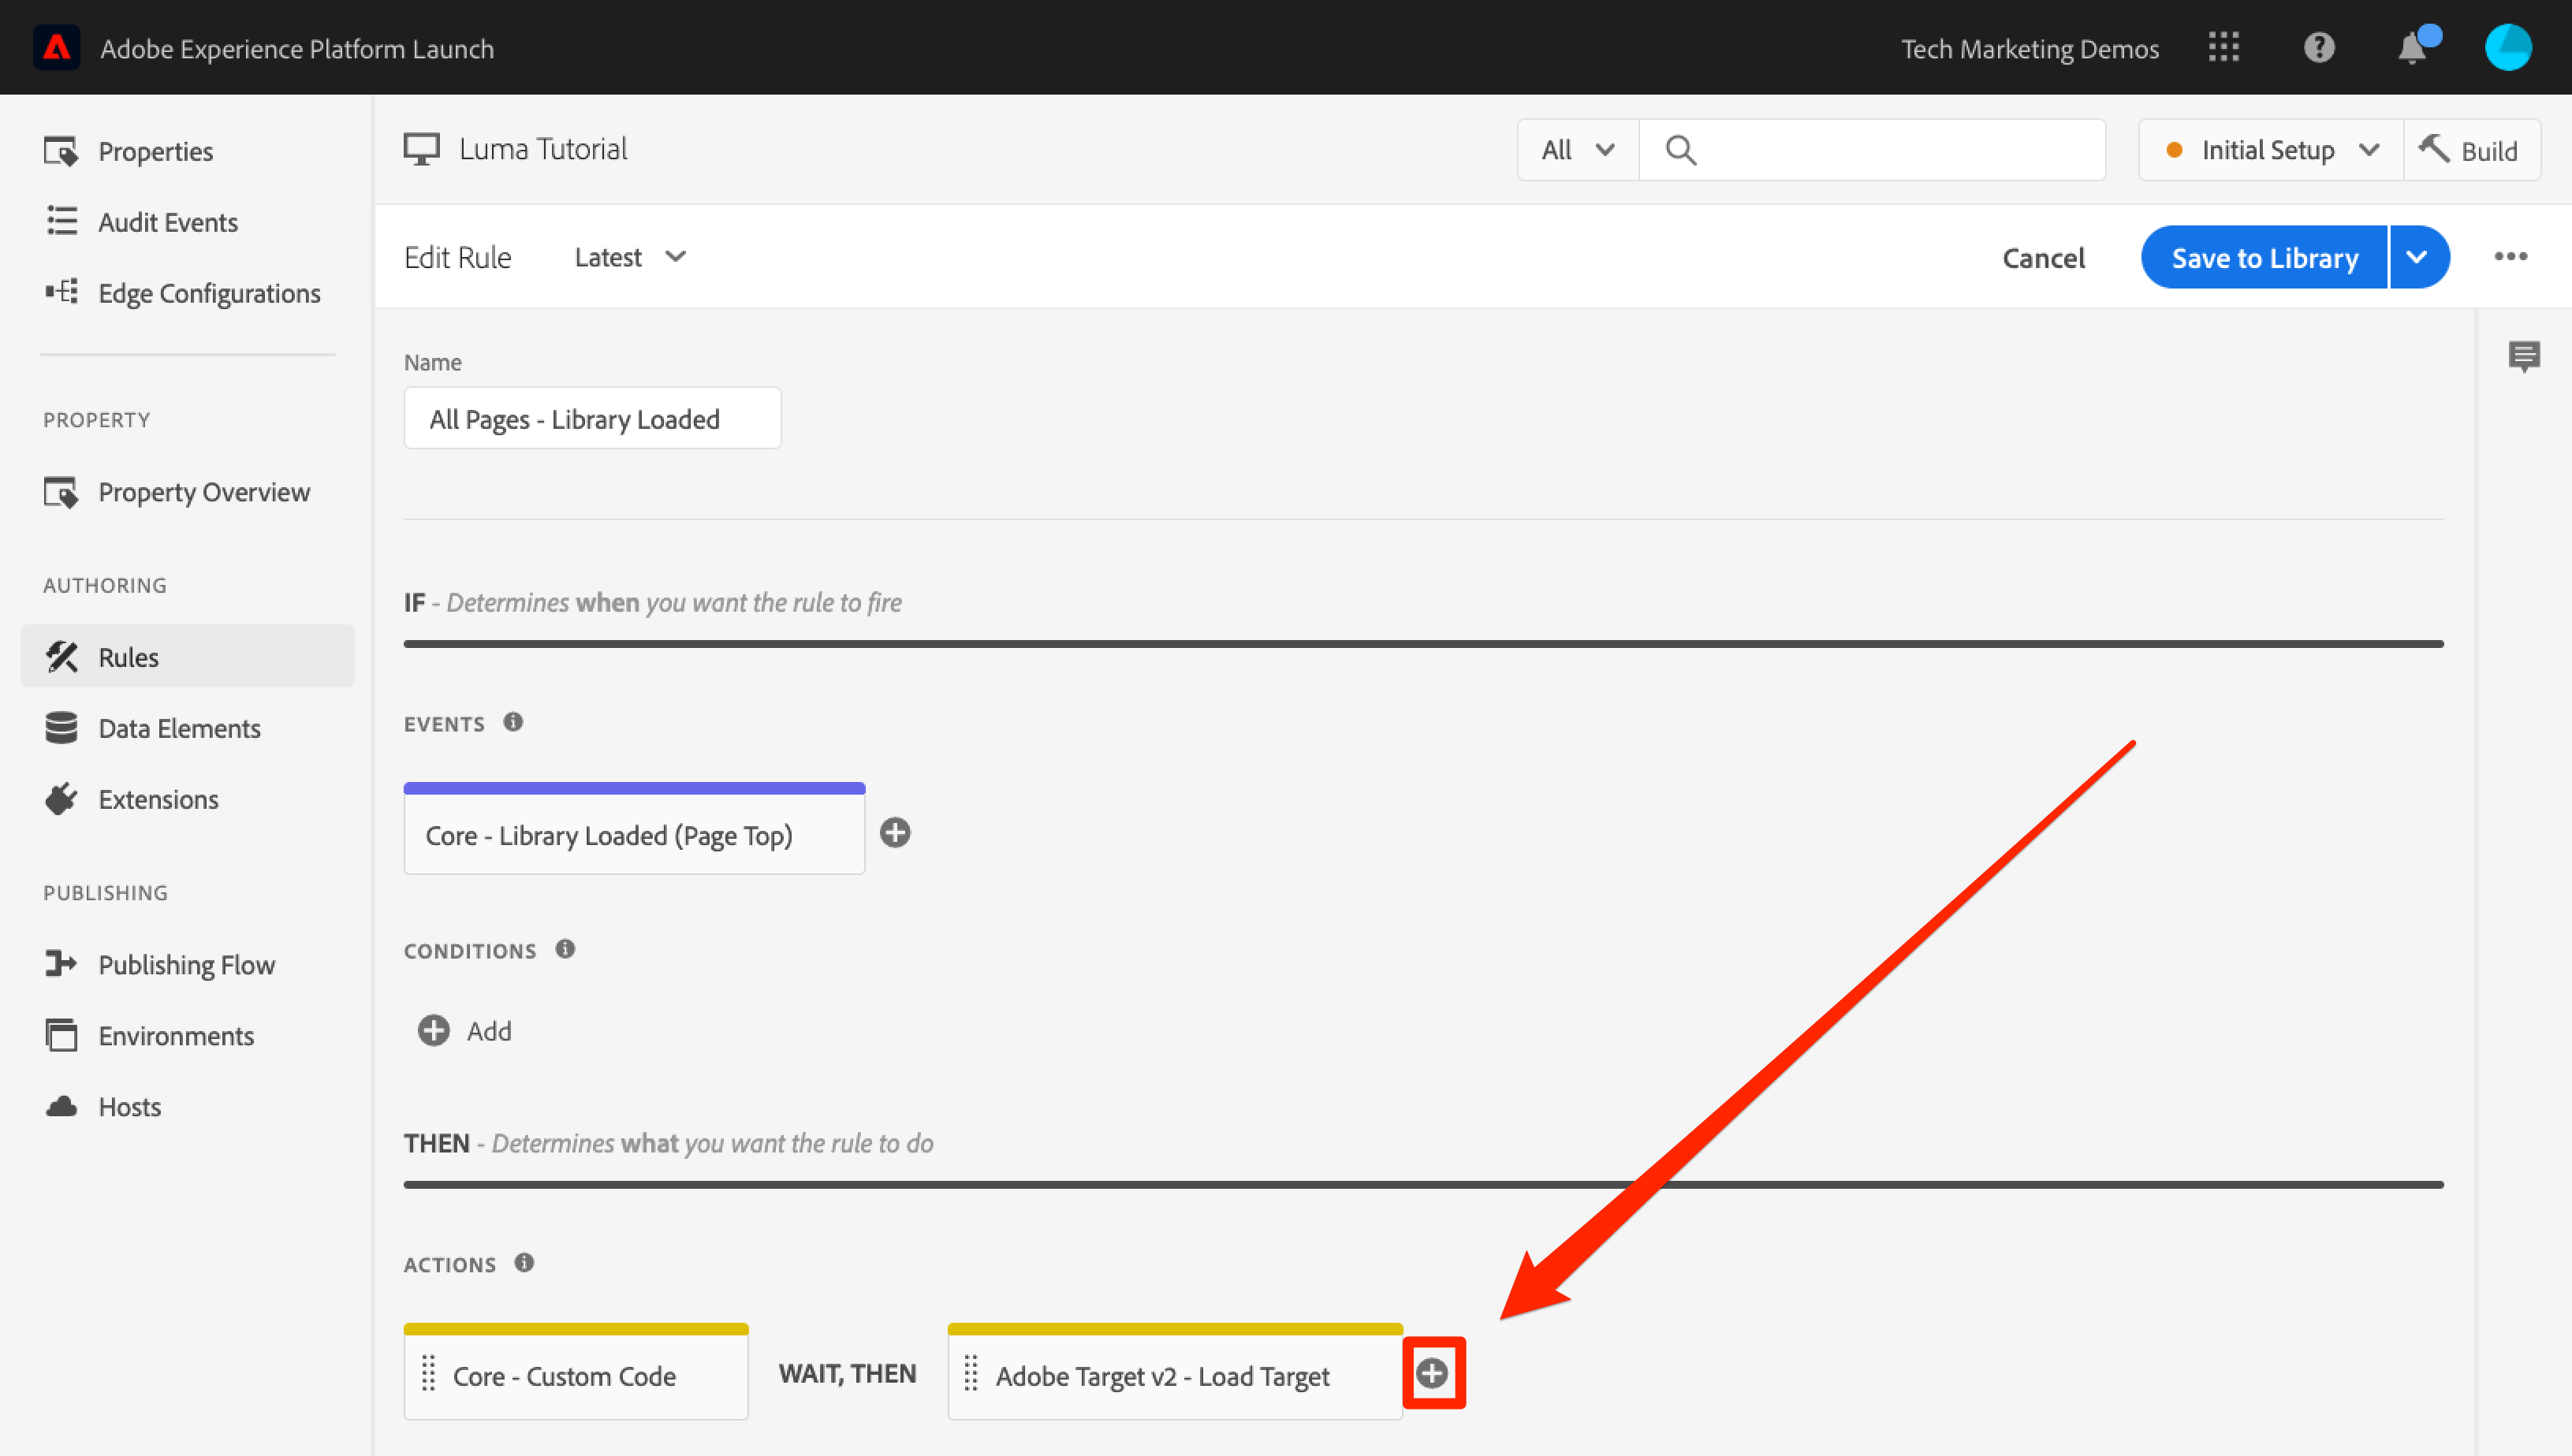 Adobe Experience Platform Launch
Tech Marketing Demos
Properties
Audit Events
Edge Configurations
PROPERTY
Property Overview
AUTHORING
Rules
Data Elements
Extensions
PUBLISHING
Publishing Flow
Environments
Hosts
Luma Tutorial
All
Initial Setup
Build
Edit Rule
Latest
Cancel
Save to Library
Name
All Pages - Library Loaded
IF - Determines when you want the rule to fire
EVENTS
Core - Library Loaded (Page Top)
CONDITIONS
Add
THEN - Determines what you want the rule to do
ACTIONS
Core - Custom Code
WAIT, THEN
Adobe Target v2 - Load Target